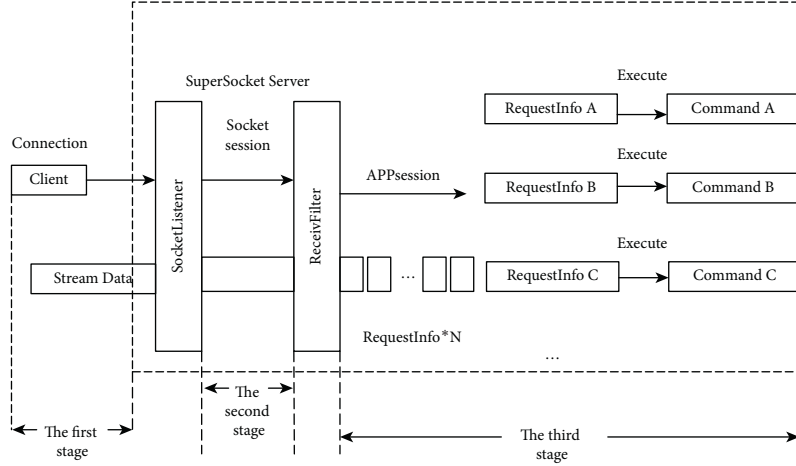 SuperSocket Server
Connection
Client
Stream Data
SocketListener
Socket
session
ReceivFilter
APPsession
...
RequestInfo*N
Execute
RequestInfo A
Command A
Execute
RequestInfo B
Command B
Execute
RequestInfo C
Command C
...
The first
stage
The
second
stage
The third
stage